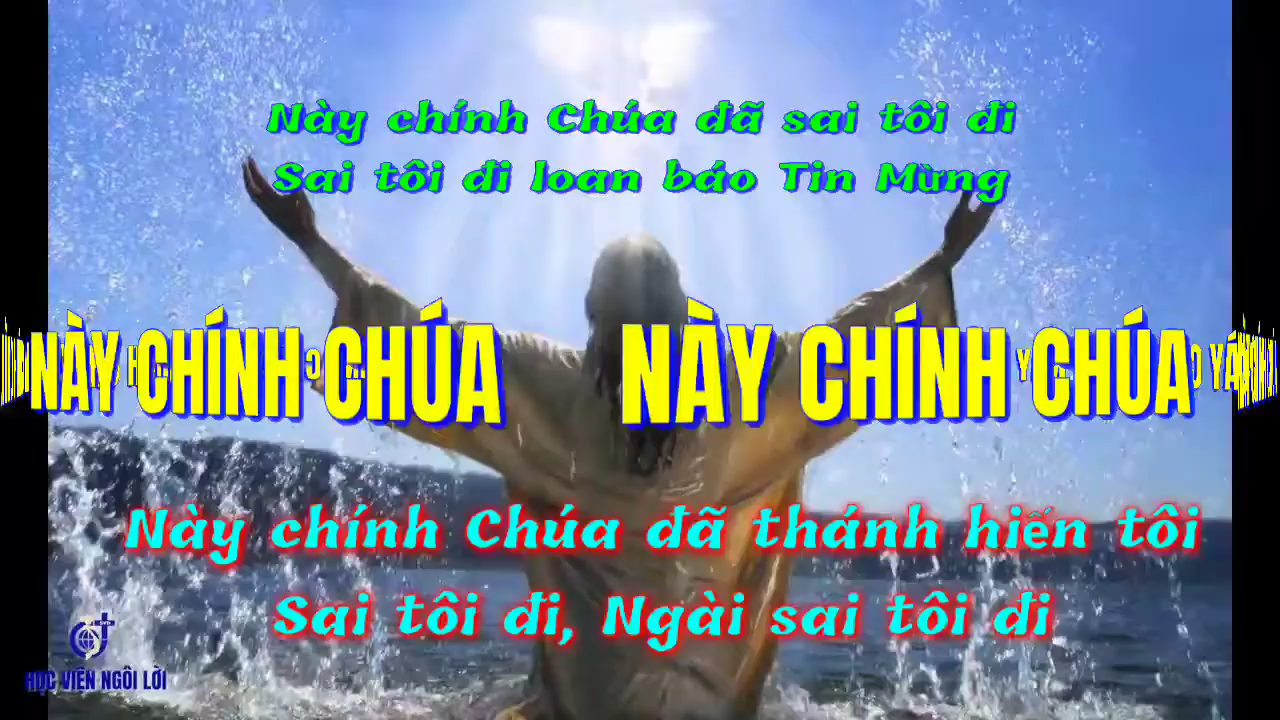 Này chính Chúa đã sai tôi đi
Sai tôi đi loan báo Tin Mừng
NÀY CHÍNH CHÚA NÀY CHÍNH CHÚA
Này chính Chúa đã thánh hiến tôi
Sai tôi đi, Ngài sai tôi đi
HỌC VIỆN NGÔI LỜI